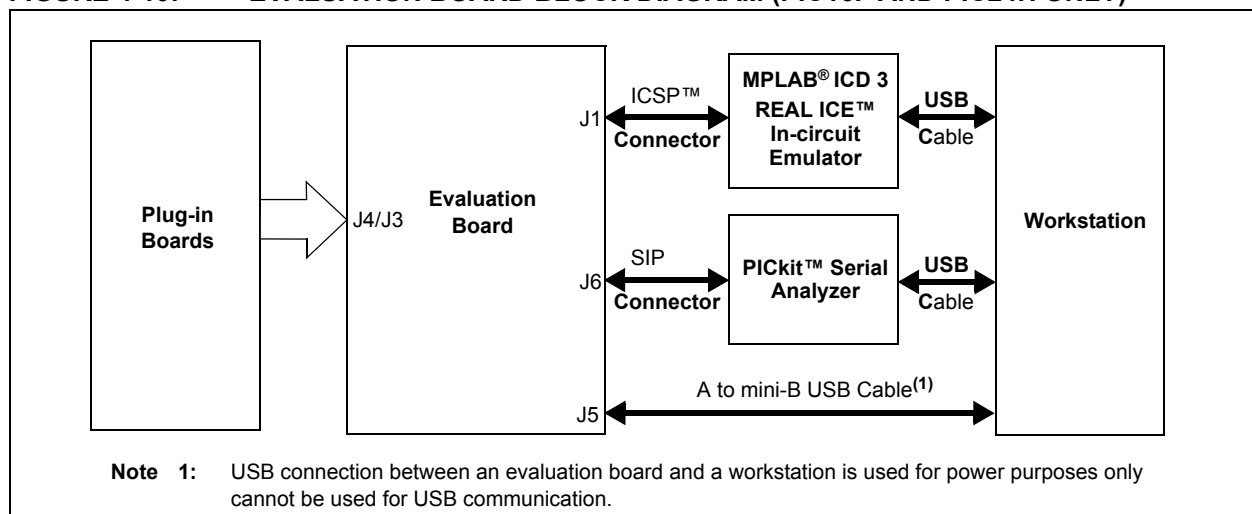 Plug-in
Boards
J4/J3
Evaluation
Board
J1
ICSP™
Connector
MPLAB® ICD 3
REAL ICE™
In-circuit
Emulator
USB
Cable
J6
SIP
Connector
PICkit™ Serial
Analyzer
USB
Cable
J5
A to mini-B USB Cable(1)
Workstation
Note 1: USB connection between an evaluation board and a workstation is used for power purposes only
cannot be used for USB communication.